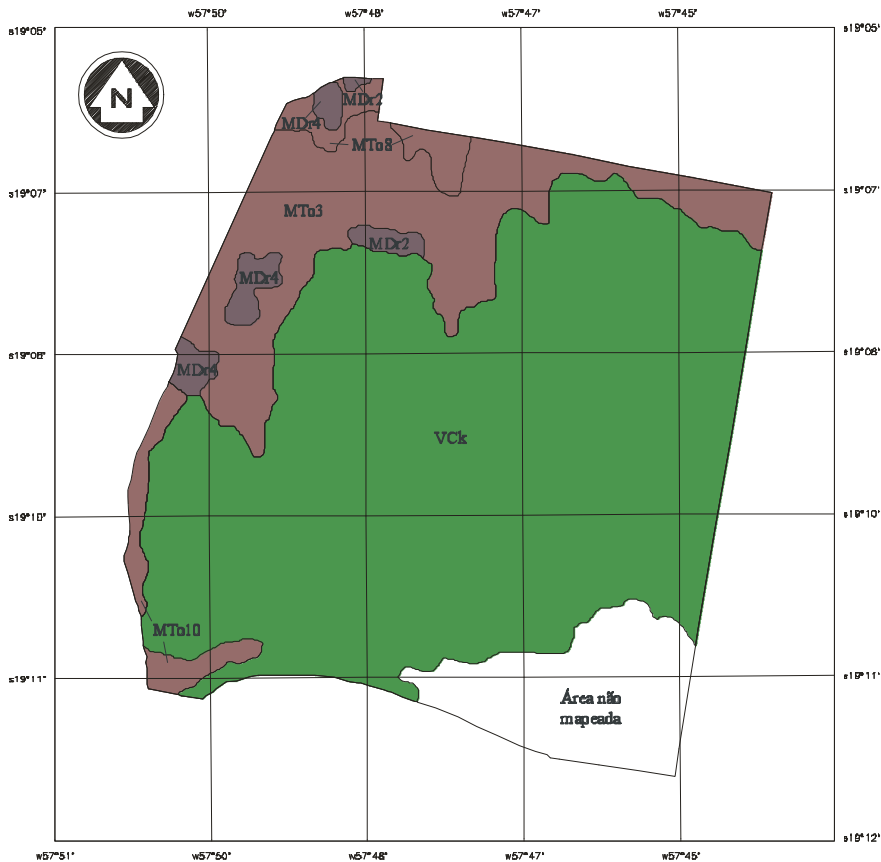 w57°50' w57°48' w57°47' w57°45'
s19°05' s19°05'
N
MDr2
MDr4
MTo8
s19°07' s19°07'
MTo3
MDr2
MDr4
s19°08' s19°08'
MDr4
VCk
s19°10' s19°10'
MTo10
s19°11' s19°11'
Área não
mapeada
s19°12'
w57°51' w57°50' w57°48' w57°47' w57°45'